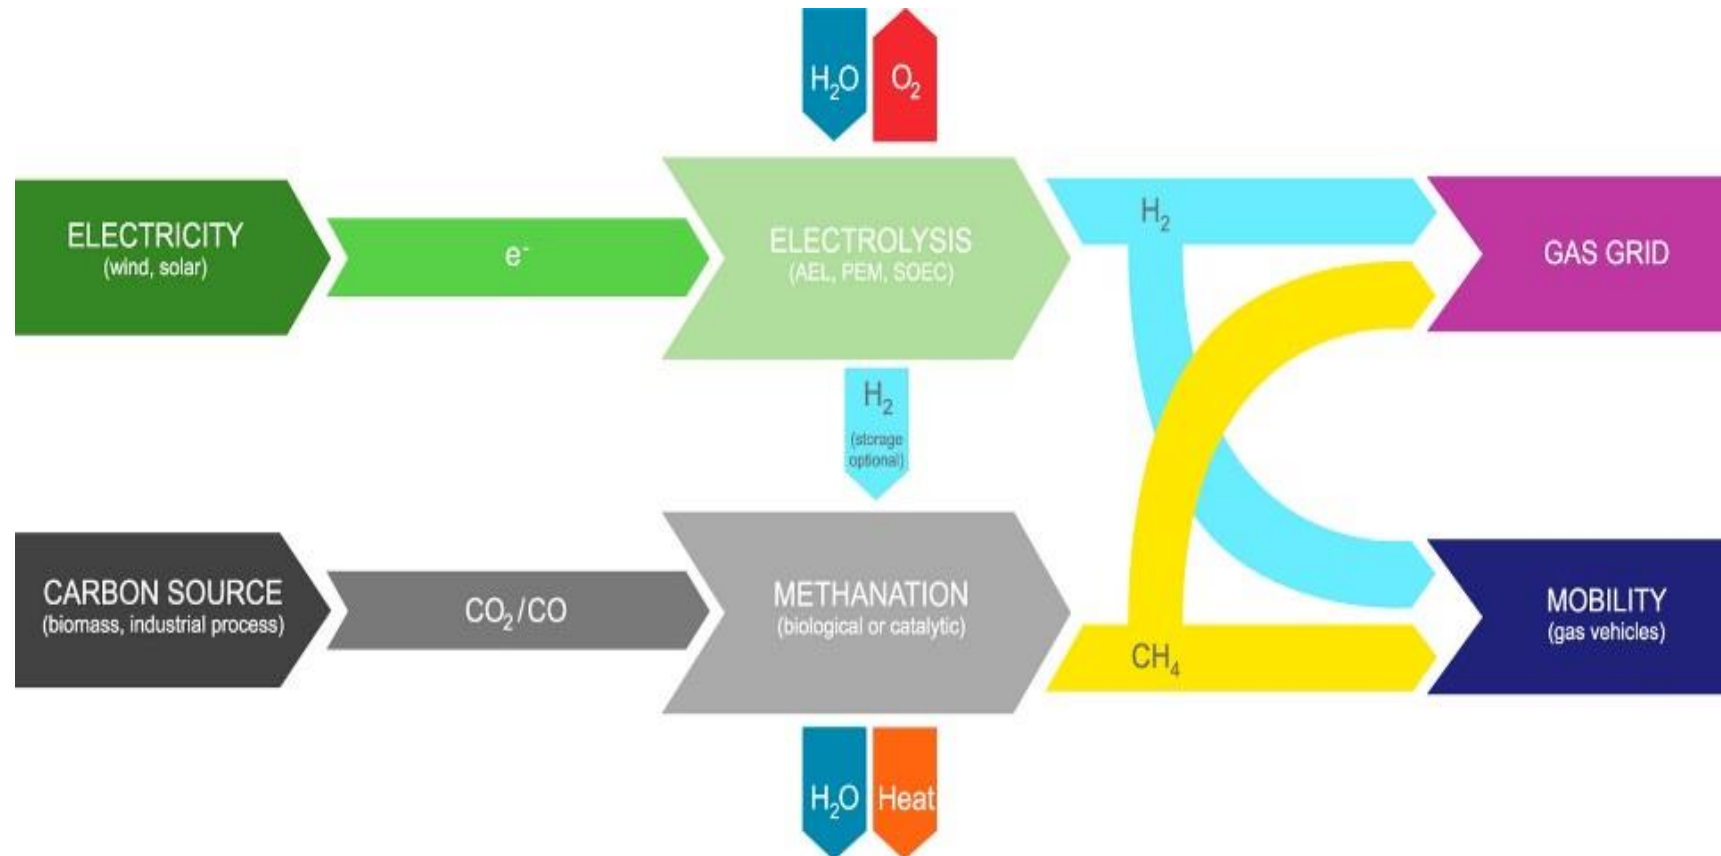 H₂O
O₂
ELECTRICITY
(wind, solar)
e⁻
ELECTROLYSIS
(AEL, PEM, SOEC)
H₂
GAS GRID
H₂
(storage
optional)
CARBON SOURCE
(biomass, industrial process)
CO₂/CO
METHANATION
(biological or catalytic)
CH₄
MOBILITY
(gas vehicles)
H₂O
Heat